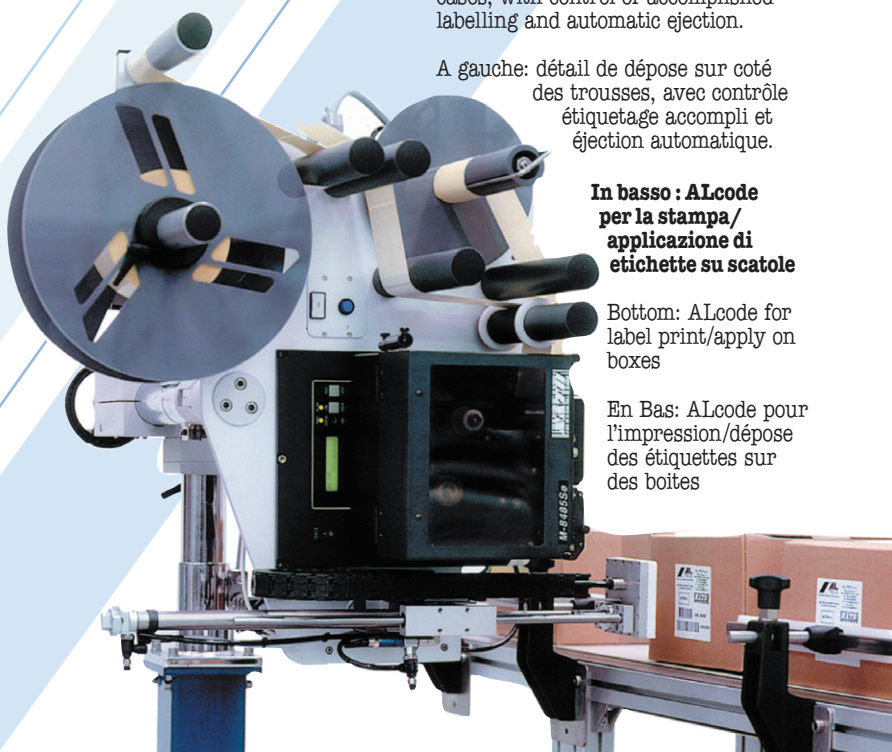 labelling and automatic ejection.
A gauche: détail de dépose sur coté
des trousses, avec contrôle
étiquetage accompli et
éjection automatique.
In basso : ALcode
per la stampa/
applicazione di
etichette su scatole
Bottom: ALcode for
label print/apply on
boxes
En Bas: ALcode pour
l'impression/dépose
des étiquettes sur
des boites
M-8485Se